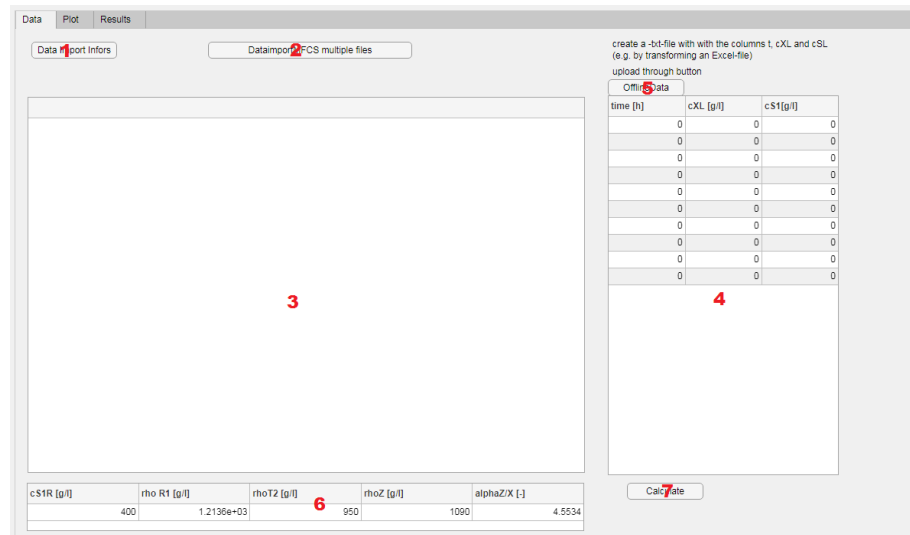 Data Plot Results
Data Import Infors 1
Dataimport FCS multiple files 2
create a -txt-file with with the columns t, cXL and cSL
(e.g. by transforming an Excel-file)
upload through button
Offline Data 5
time [h] cXL [g/l] cS1[g/l]
0 0 0
0 0 0
0 0 0
0 0 0
0 0 0
0 0 0
0 0 0
0 0 0
0 0 0
0 0 0
3
4
cS1R [g/l] rho R1 [g/l] rhoT2 [g/l] rhoZ [g/l] alphaZ/X [-]
400 1.2136e+03 950 1090 4.5534
6
Calculate 7